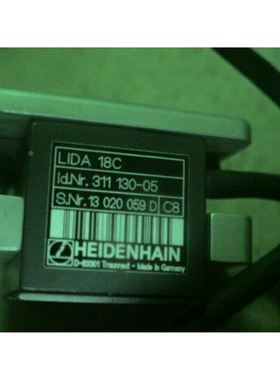 LIDA 18C
Id.Nr. 311 130-05
S.Nr. 13 020 059 D C8
HEIDENHAIN
D-83301 Traunreut - Made in Germany